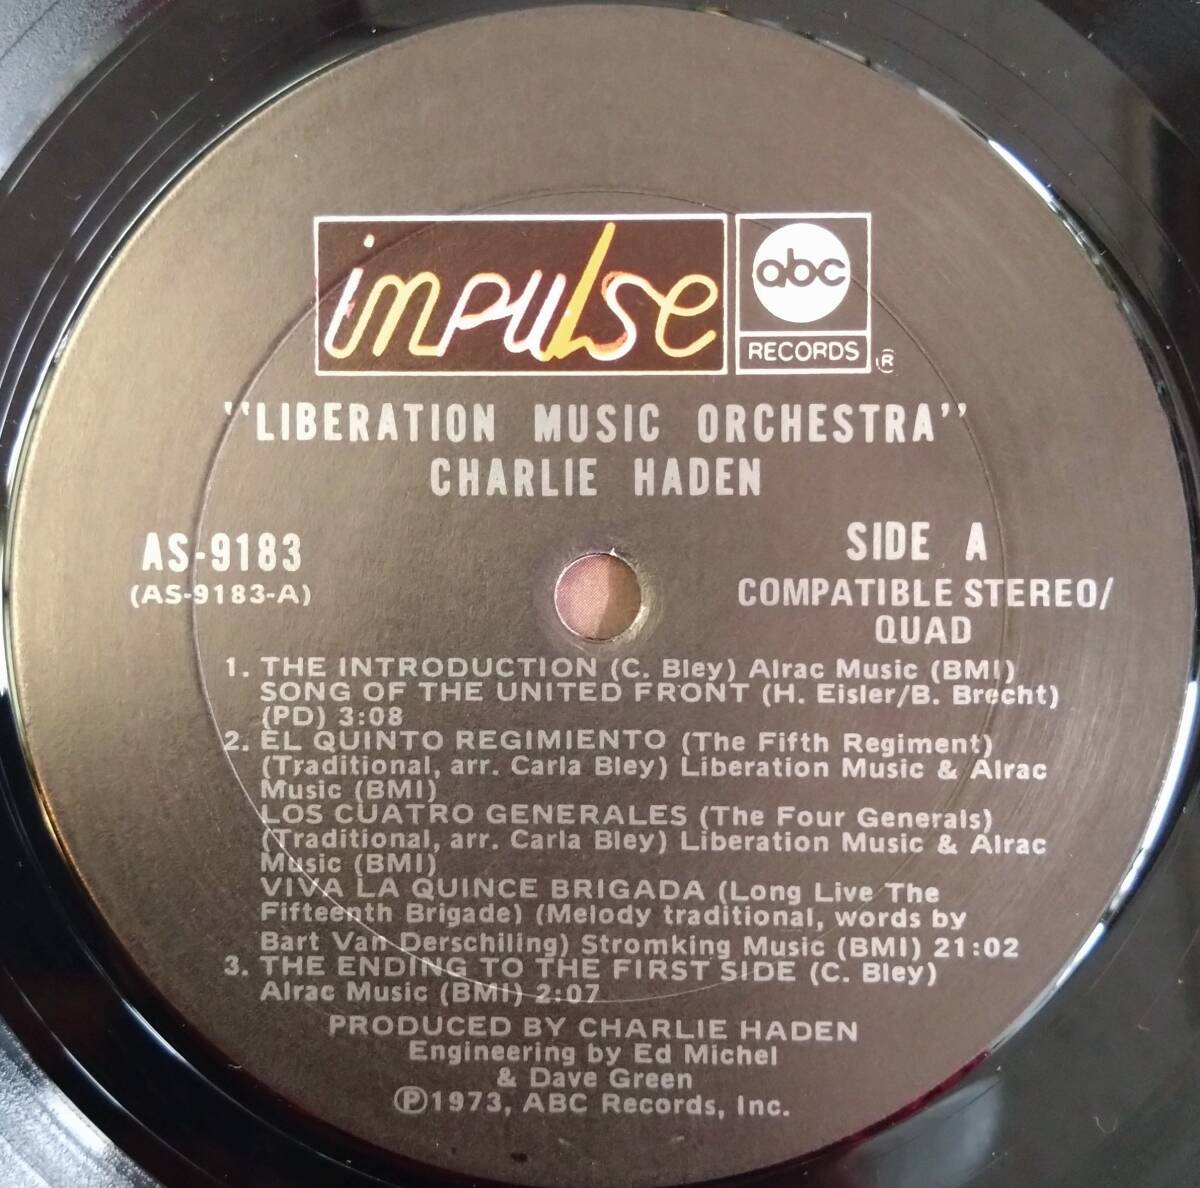 impulse
abc
RECORDS
®
"LIBERATION MUSIC ORCHESTRA"
CHARLIE HADEN
AS-9183
(AS-9183-A)
SIDE A
COMPATIBLE STEREO/
QUAD
1. THE INTRODUCTION (C. Bley) Alrac Music (BMI)
SONG OF THE UNITED FRONT (H. Eisler/B. Brecht)
(PD) 3:08
2. EL QUINTO REGIMIENTO (The Fifth Regiment)
(Traditional, arr. Carla Bley) Liberation Music & Alrac
Music (BMI)
LOS CUATRO GENERALES (The Four Generals)
(Traditional, arr. Carla Bley) Liberation Music & Alrac
Music (BMI)
VIVA LA QUINCE BRIGADA (Long Live The
Fifteenth Brigade) (Melody traditional, words by
Bart Van Derschiling) Stromking Music (BMI) 21:02
3. THE ENDING TO THE FIRST SIDE (C. Bley)
Alrac Music (BMI) 2:07
PRODUCED BY CHARLIE HADEN
Engineering by Ed Michel
& Dave Green
℗1973, ABC Records, Inc.